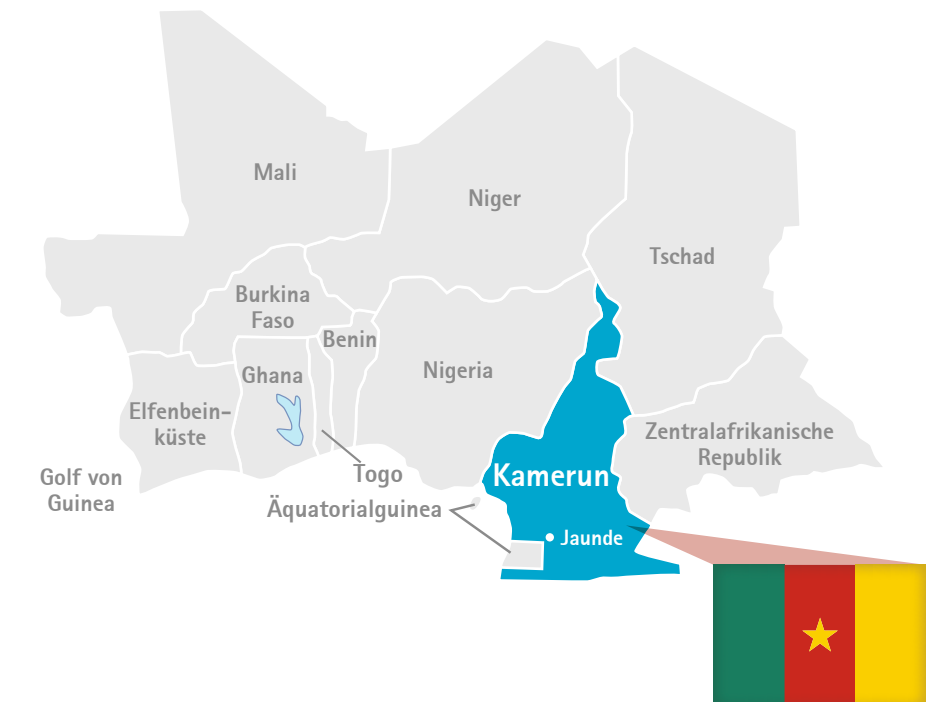 Mali
Niger
Tschad
Burkina
Faso
Benin
Ghana
Nigeria
Elfenbein-
küste
Zentralafrikanische
Republik
Golf von
Guinea
Togo
Kamerun
Äquatorialguinea
Jaunde